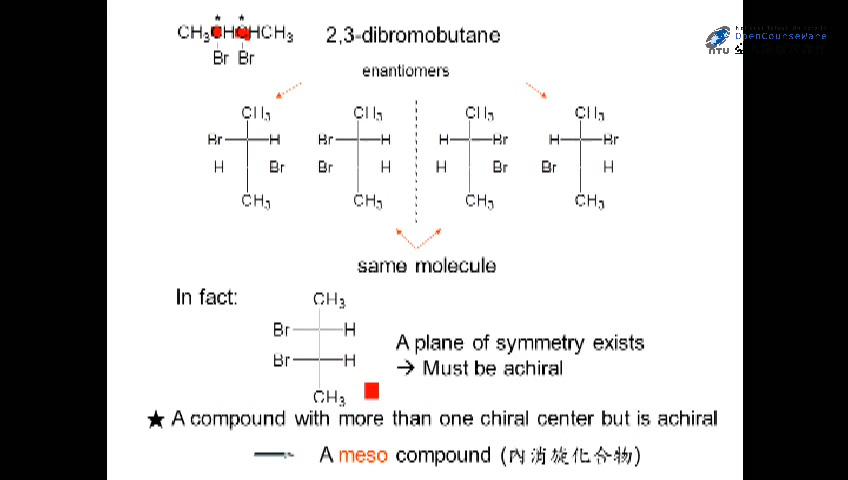 * *
CH3CHCHCH3
Br Br
2,3-dibromobutane
OpenCourseWare
NTU
enantiomers
CH3 CH3 CH3 CH3
Br H Br H H Br H Br
H Br Br H H Br Br H
CH3 CH3 CH3 CH3
same molecule
In fact:
CH3
Br H
Br H
CH3
A plane of symmetry exists
→ Must be achiral
★ A compound with more than one chiral center but is achiral
A meso compound (內消旋化合物)